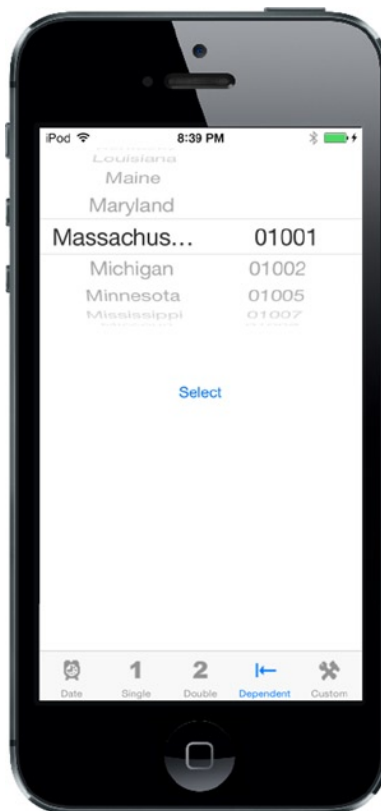 iPod 8:39 PM
Louisiana
Maine
Maryland
Massachus... 01001
Michigan 01002
Minnesota 01005
Mississippi 01007
Select
1 2
Date Single Double Dependent Custom